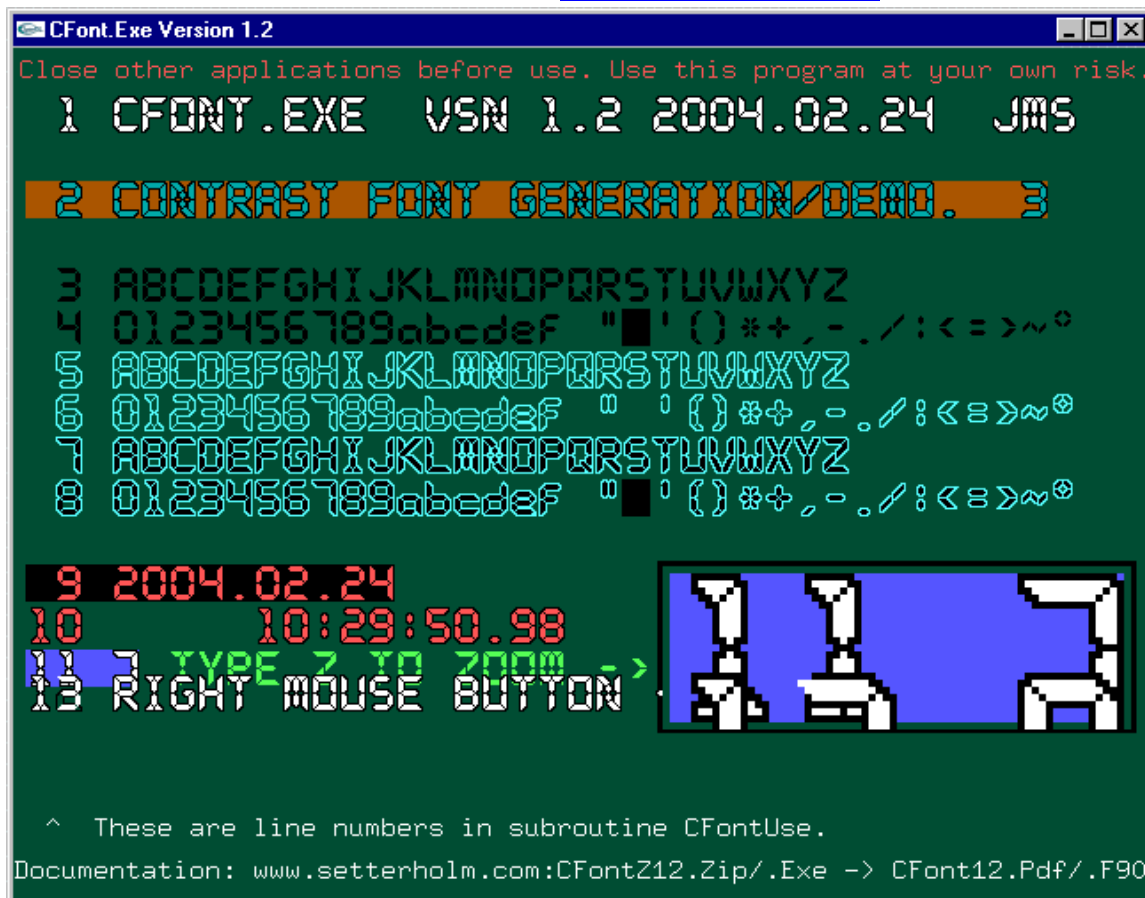 CFont.Exe Version 1.2
Close other applications before use. Use this program at your own risk.
1 CFONT.EXE VSN 1.2 2004.02.24 JMS
2 CONTRAST FONT GENERATION/DEMO. 3
3 ABCDEFGHIJKLMNOPQRSTUVWXYZ
4 0123456789abcdef "█'()*+,-./:<=>~°
5 ABCDEFGHIJKLMNOPQRSTUVWXYZ
6 0123456789abcdef " '()*+,-./:<=>~°
7 ABCDEFGHIJKLMNOPQRSTUVWXYZ
8 0123456789abcdef "█'()*+,-./:<=>~°
9 2004.02.24
10 10:29:50.98
11 TYPE Z TO ZOOM ->
13 RIGHT MOUSE BUTTON
^ These are line numbers in subroutine CFontUse.
Documentation: www.setterholm.com:CFontZ12.Zip/.Exe -> CFont12.Pdf/.F90